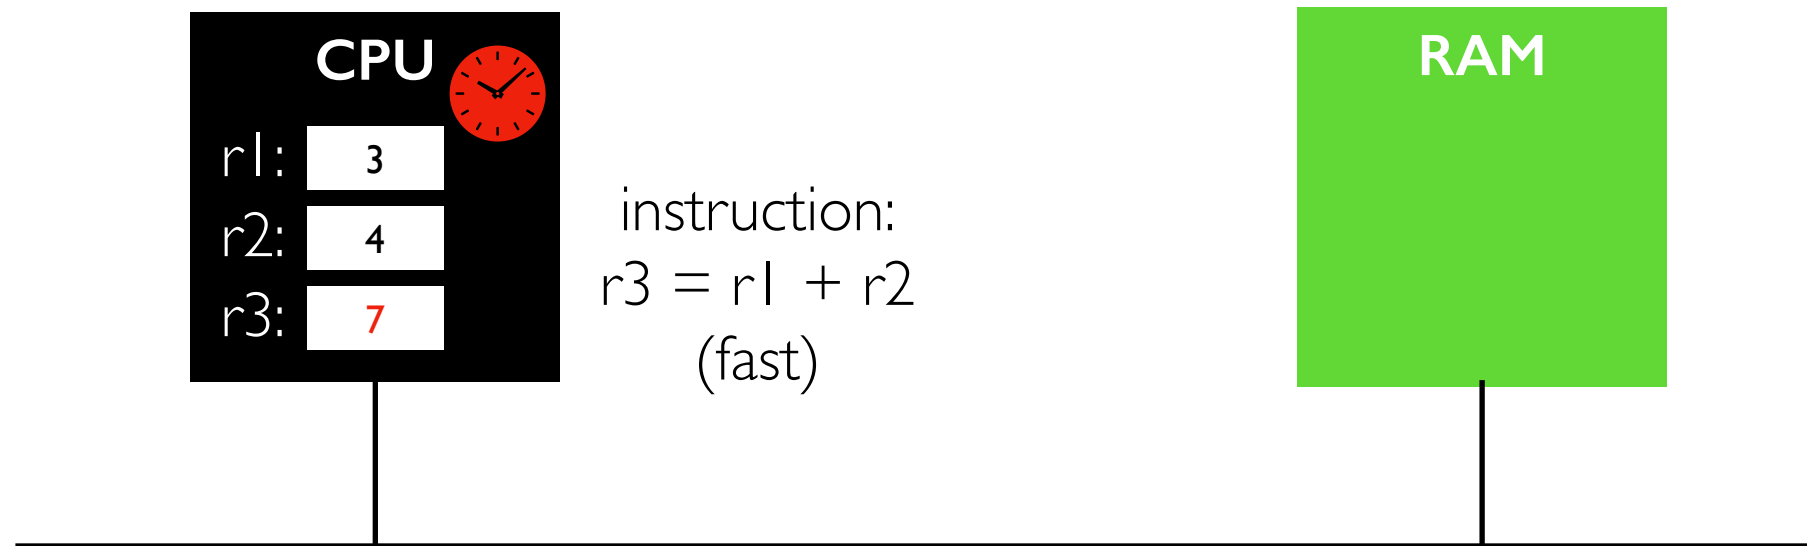 CPU
r1: 3
r2: 4
r3: 7
instruction:
r3 = r1 + r2
(fast)
RAM